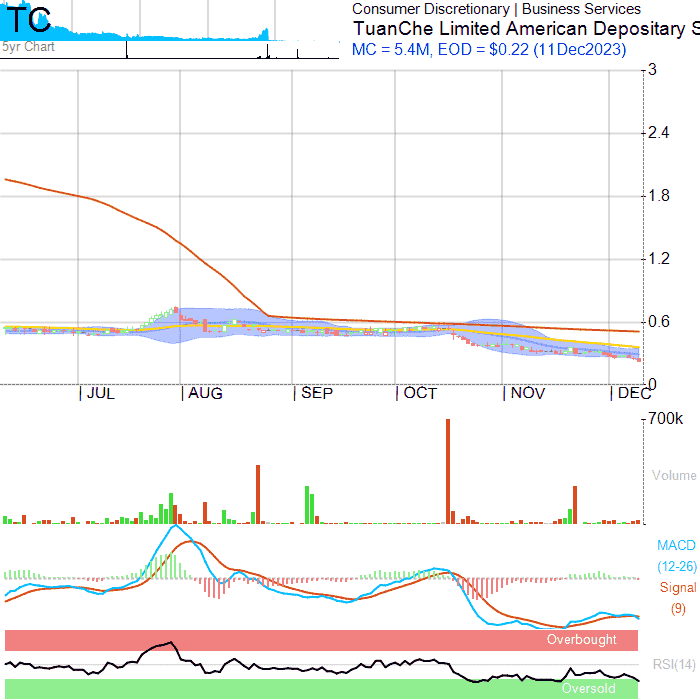 TC
Consumer Discretionary | Business Services
TuanChe Limited American Depositary S
5yr Chart
MC = 5.4M, EOD = $0.22 (11Dec2023)
3
2.4
1.8
1.2
0.6
0
JUL AUG SEP OCT NOV DEC
700k
Volume
MACD
(12-26)
Signal
(9)
Overbought
RSI(14)
Oversold